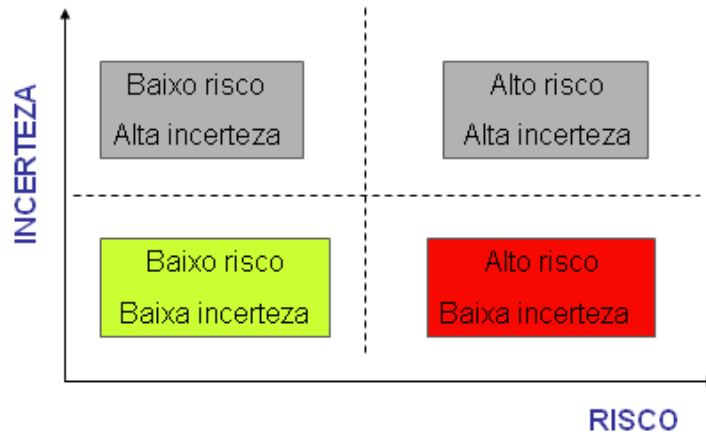 INCERTEZA
Baixo risco
Alta incerteza
Alto risco
Alta incerteza
Baixo risco
Baixa incerteza
Alto risco
Baixa incerteza
RISCO